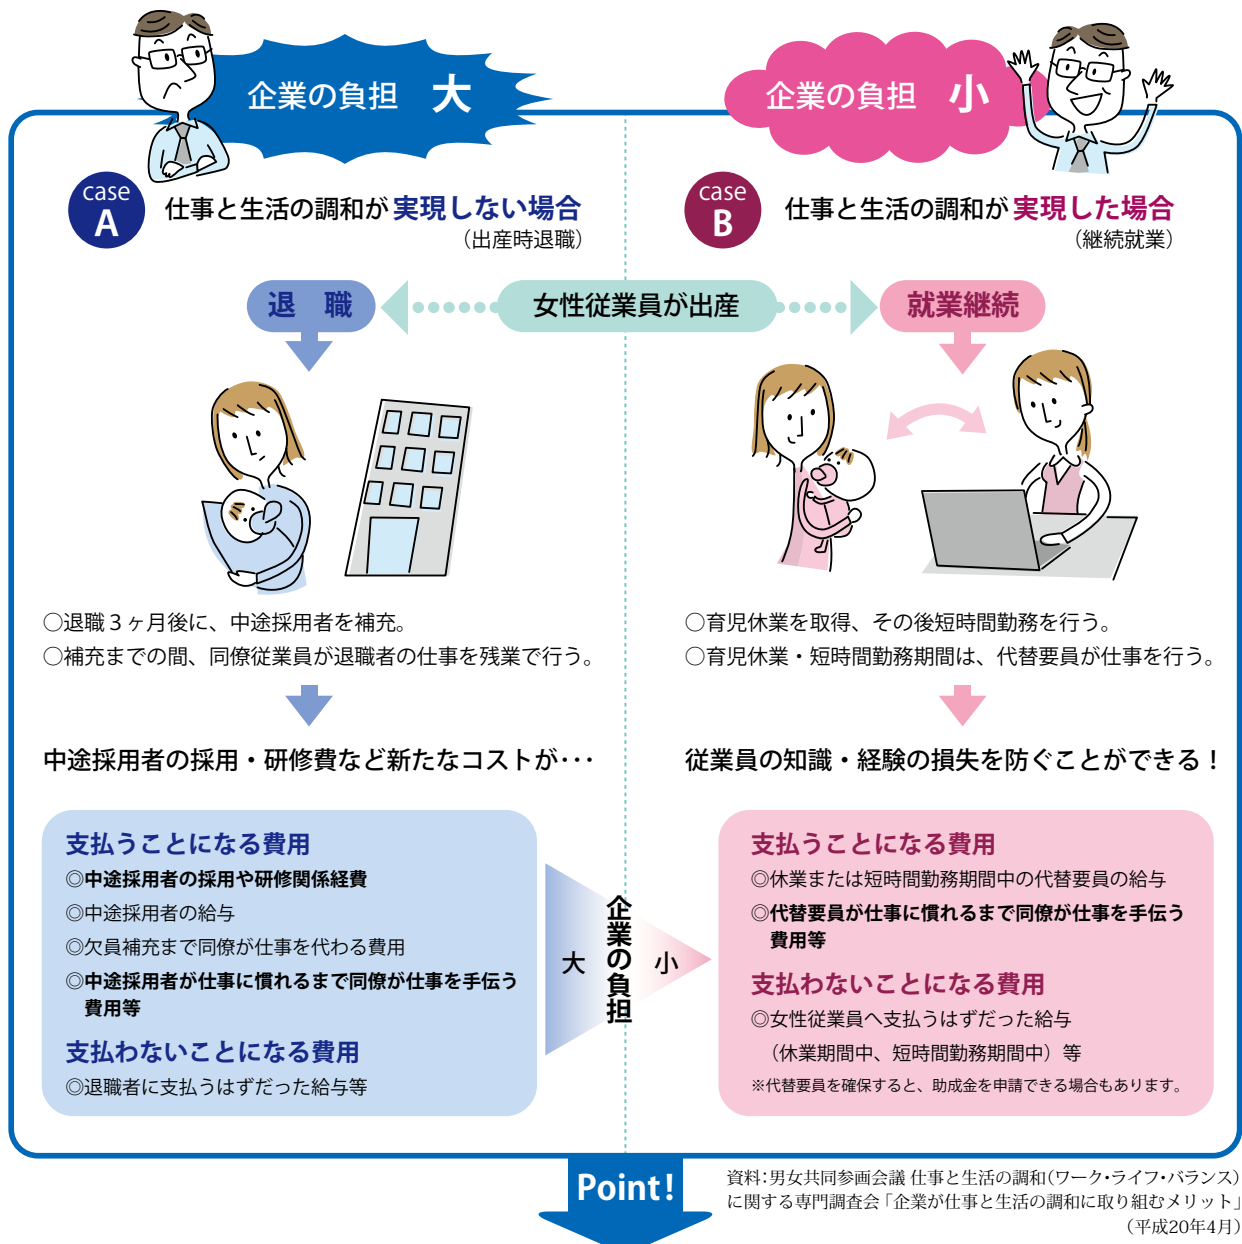 企業の負担 大
企業の負担 小
case
A
仕事と生活の調和が実現しない場合
（出産時退職）
case
B
仕事と生活の調和が実現した場合
（継続就業）
退 職
女性従業員が出産
就業継続
○退職３ヶ月後に、中途採用者を補充。
○補充までの間、同僚従業員が退職者の仕事を残業で行う。
○育児休業を取得、その後短時間勤務を行う。
○育児休業・短時間勤務期間は、代替要員が仕事を行う。
中途採用者の採用・研修費など新たなコストが･･･
従業員の知識・経験の損失を防ぐことができる！
支払うことになる費用
◎中途採用者の採用や研修関係経費
◎中途採用者の給与
◎欠員補充まで同僚が仕事を代わる費用
◎中途採用者が仕事に慣れるまで同僚が仕事を手伝う
費用等
支払わないことになる費用
◎退職者に支払うはずだった給与等
大
企業の負担
小
支払うことになる費用
◎休業または短時間勤務期間中の代替要員の給与
◎代替要員が仕事に慣れるまで同僚が仕事を手伝う
費用等
支払わないことになる費用
◎女性従業員へ支払うはずだった給与
（休業期間中、短時間勤務期間中）等
※代替要員を確保すると、助成金を申請できる場合もあります。
Point!
資料：男女共同参画会議 仕事と生活の調和（ワーク・ライフ・バランス）
に関する専門調査会「企業が仕事と生活の調和に取り組むメリット」
（平成20年4月）